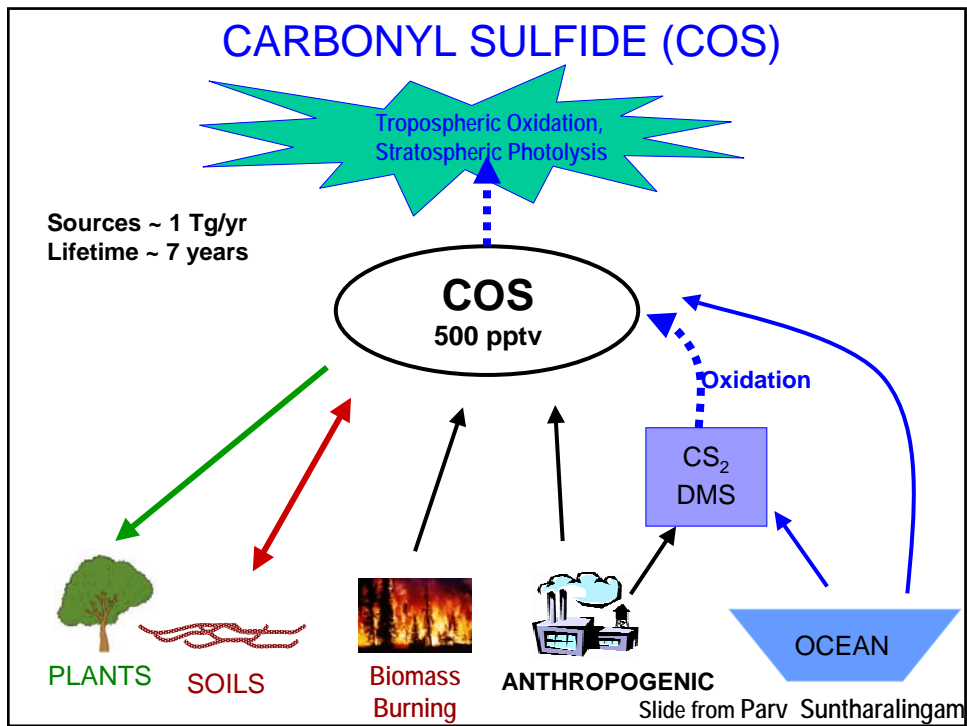 CARBONYL SULFIDE (COS)
Tropospheric Oxidation,
Stratospheric Photolysis
Sources ~ 1 Tg/yr
Lifetime ~ 7 years
COS
500 pptv
Oxidation
CS₂
DMS
PLANTS
SOILS
Biomass
Burning
ANTHROPOGENIC
OCEAN
Slide from Parv Suntharalingam